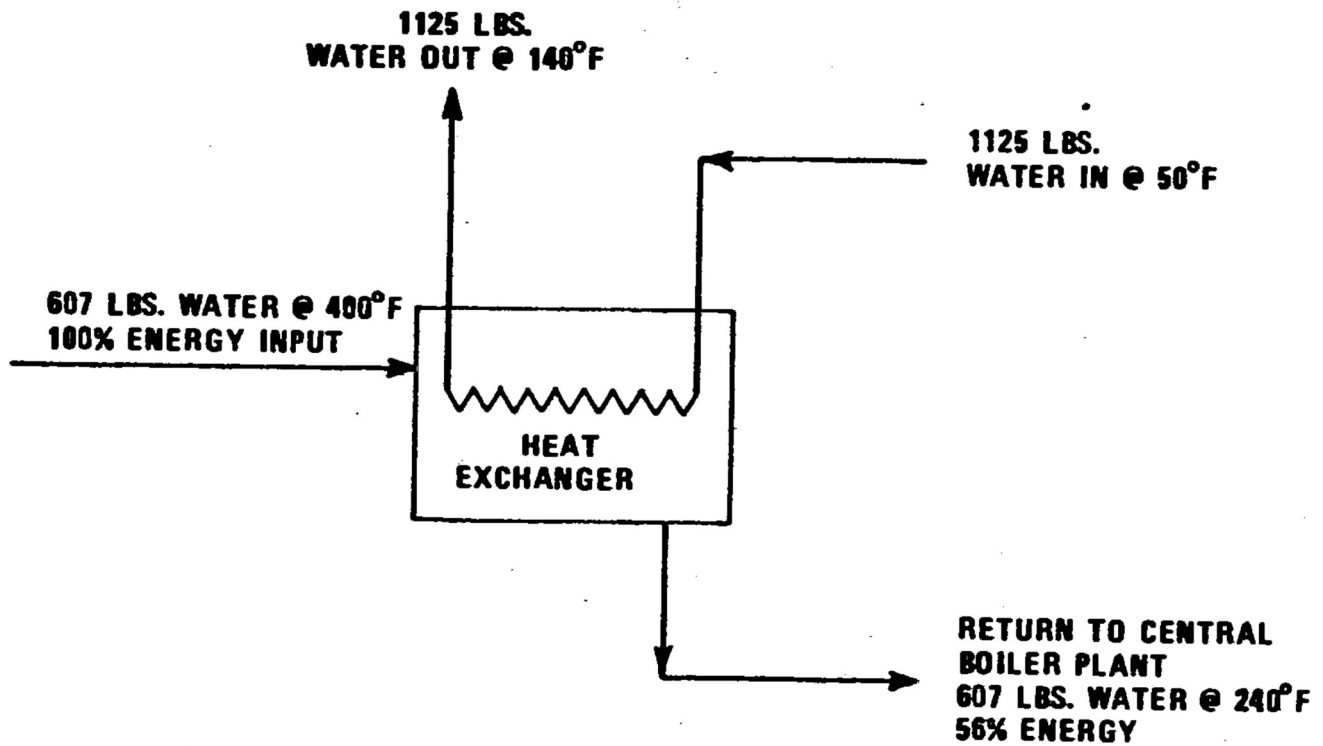 1125 LBS.
WATER OUT @ 140°F
1125 LBS.
WATER IN @ 50°F
607 LBS. WATER @ 400°F
100% ENERGY INPUT
HEAT
EXCHANGER
RETURN TO CENTRAL
BOILER PLANT
607 LBS. WATER @ 240°F
56% ENERGY